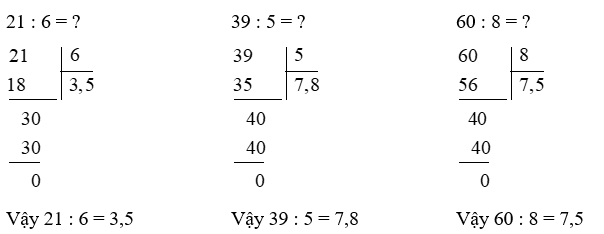 21 : 6 = ? 39 : 5 = ? 60 : 8 = ?
21 6 39 5 60 8
18 3,5 35 7,8 56 7,5
30 40 40
30 40 40
0 0 0
Vậy 21 : 6 = 3,5 Vậy 39 : 5 = 7,8 Vậy 60 : 8 = 7,5